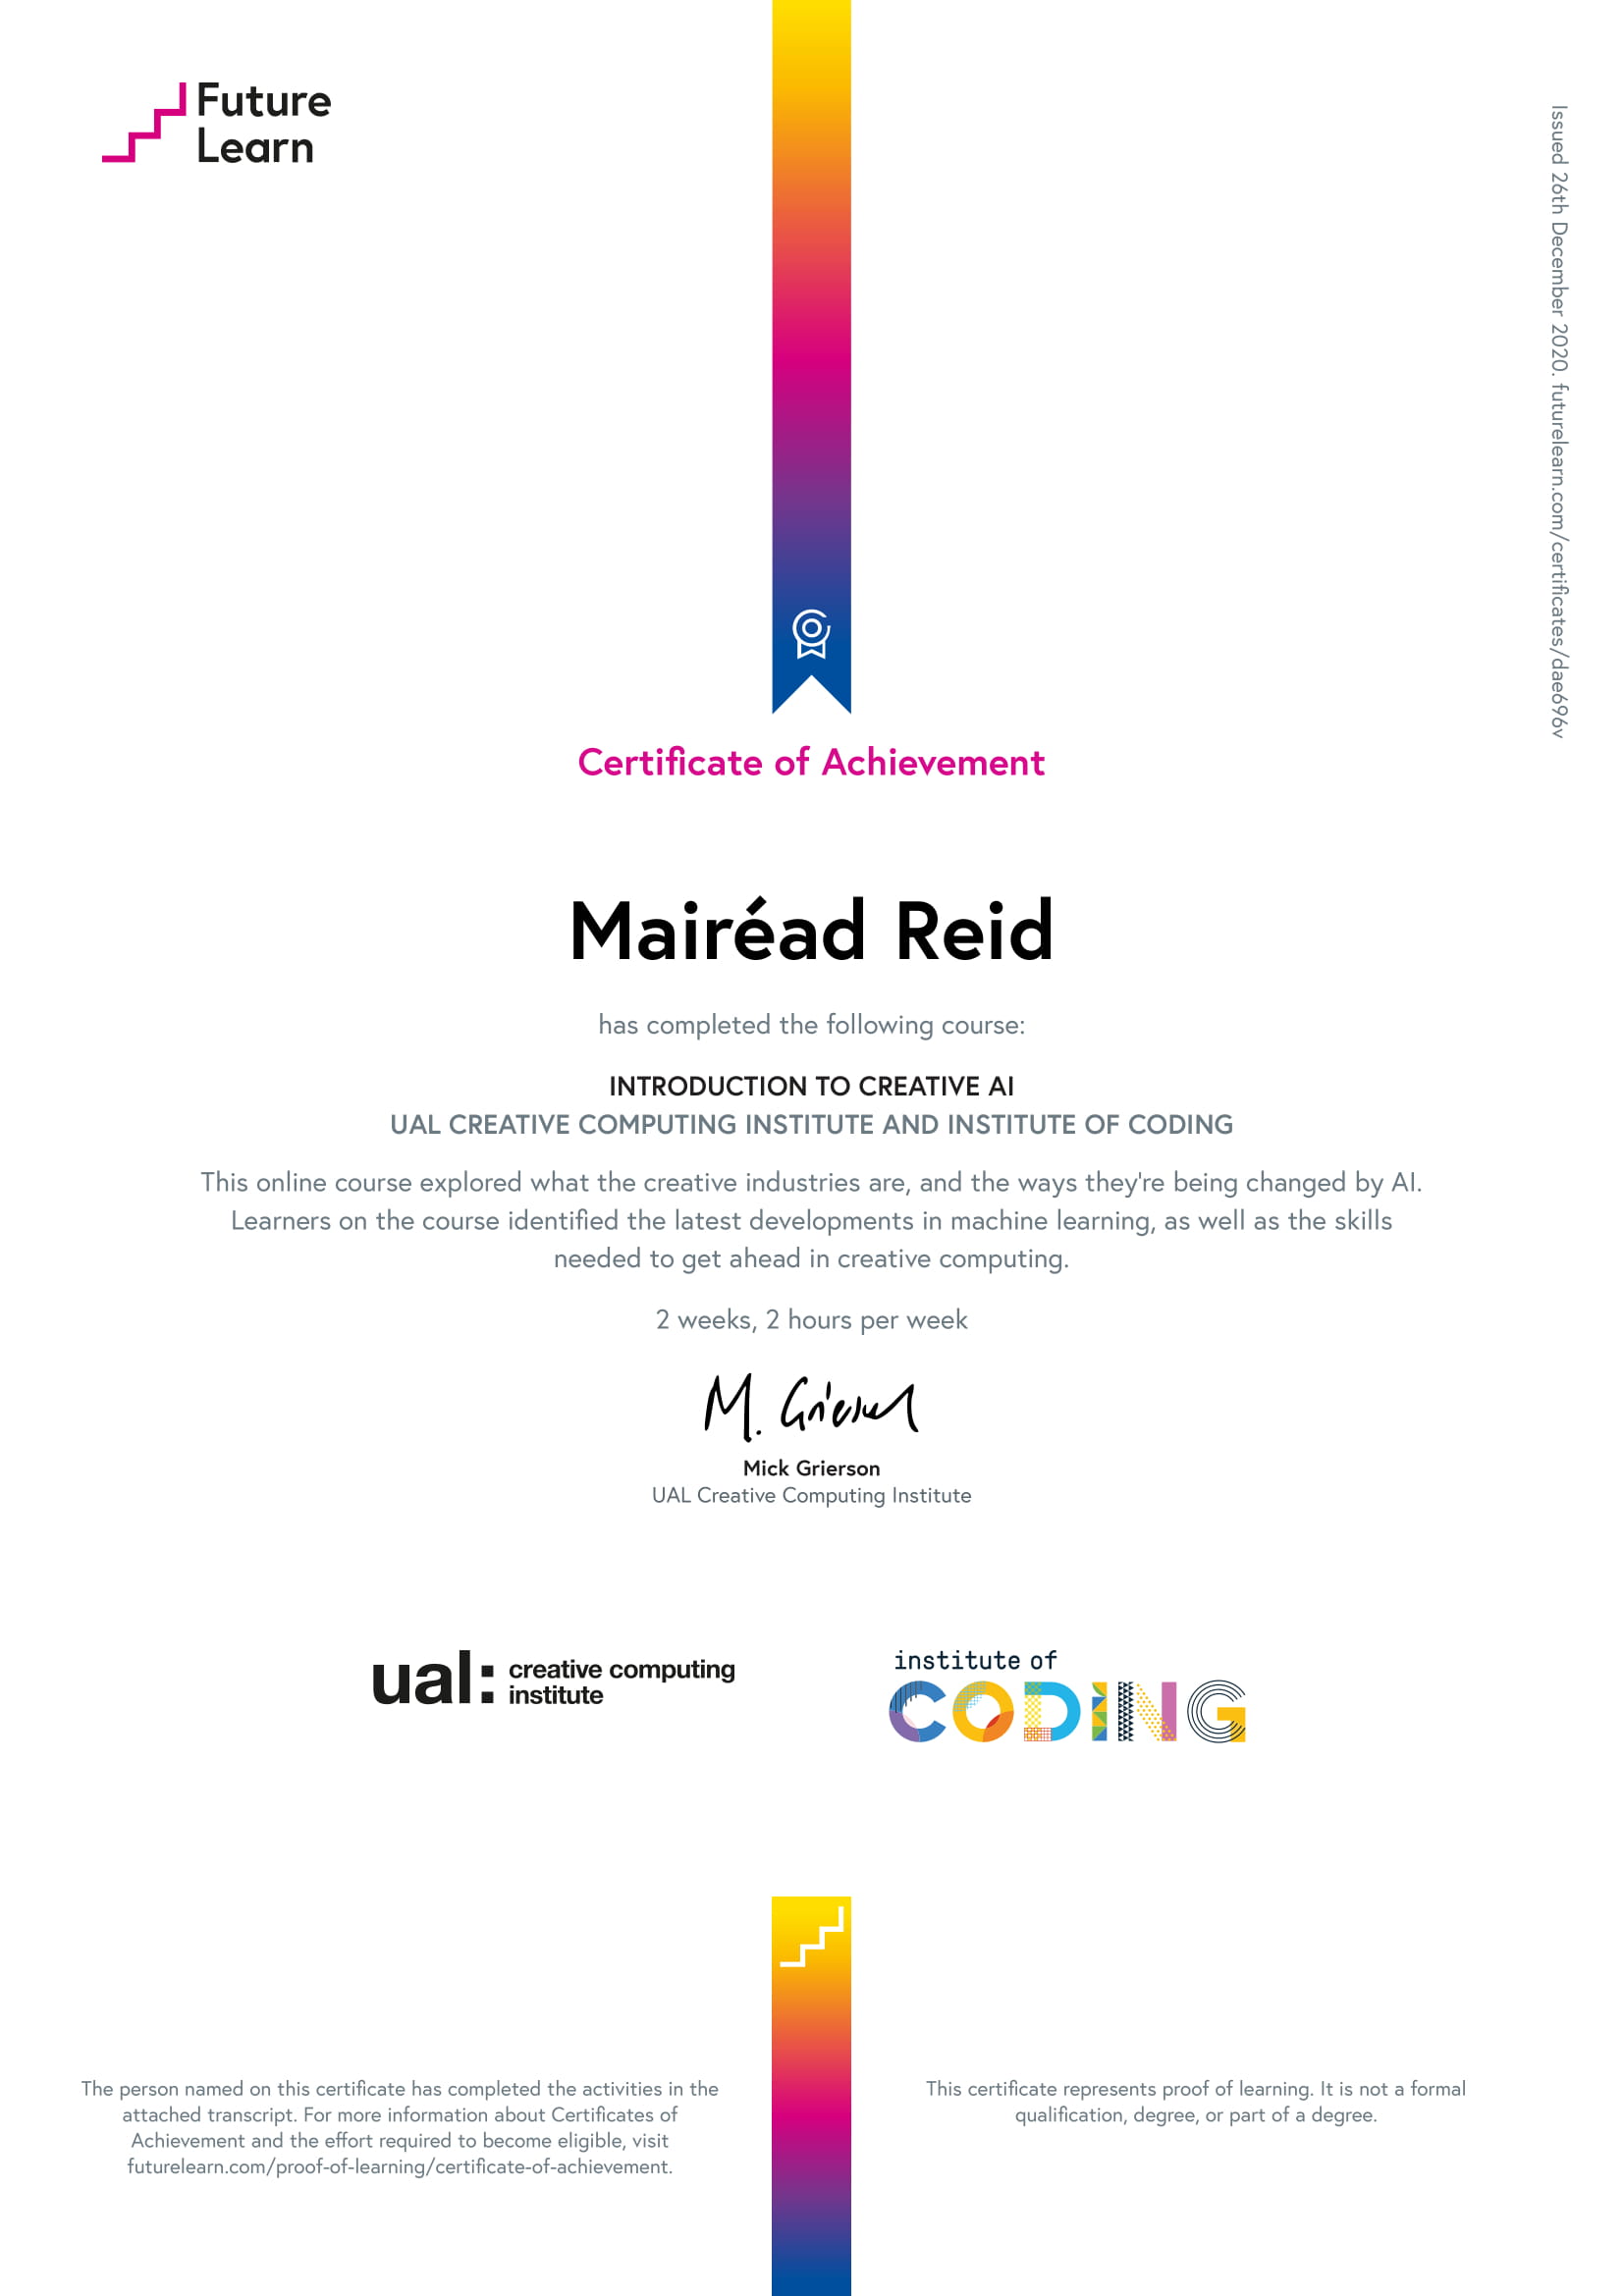 Future
Learn
Issued 26th December 2020. futurelearn.com/certificates/dae696v
Certificate of Achievement
Mairéad Reid
has completed the following course:
INTRODUCTION TO CREATIVE AI
UAL CREATIVE COMPUTING INSTITUTE AND INSTITUTE OF CODING
This online course explored what the creative industries are, and the ways they're being changed by AI.
Learners on the course identified the latest developments in machine learning, as well as the skills
needed to get ahead in creative computing.
2 weeks, 2 hours per week
M. Grierson
Mick Grierson
UAL Creative Computing Institute
ual: creative computing
institute
institute of
CODING
The person named on this certificate has completed the activities in the
attached transcript. For more information about Certificates of
Achievement and the effort required to become eligible, visit
futurelearn.com/proof-of-learning/certificate-of-achievement.
This certificate represents proof of learning. It is not a formal
qualification, degree, or part of a degree.